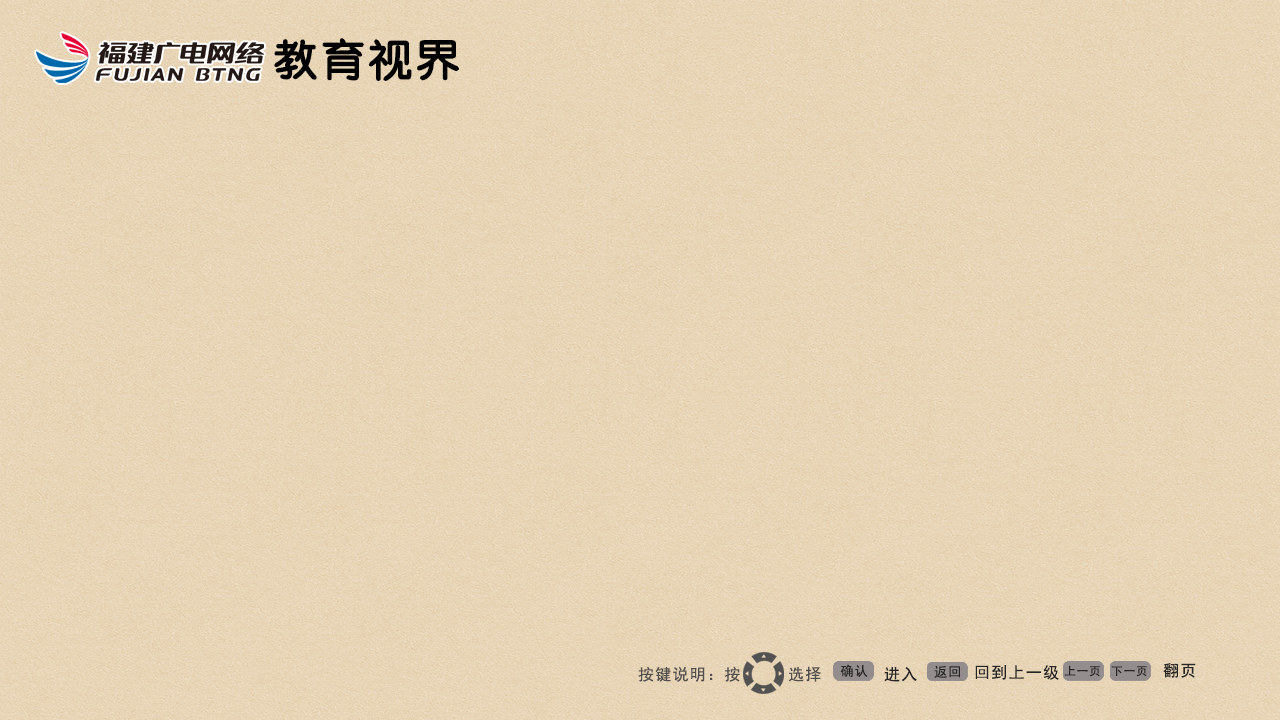 福建广电网络 教育视界
FUJIAN BTNG
按键说明：按 选择 确认 进入 返回 回到上一级 上一页 下一页 翻页